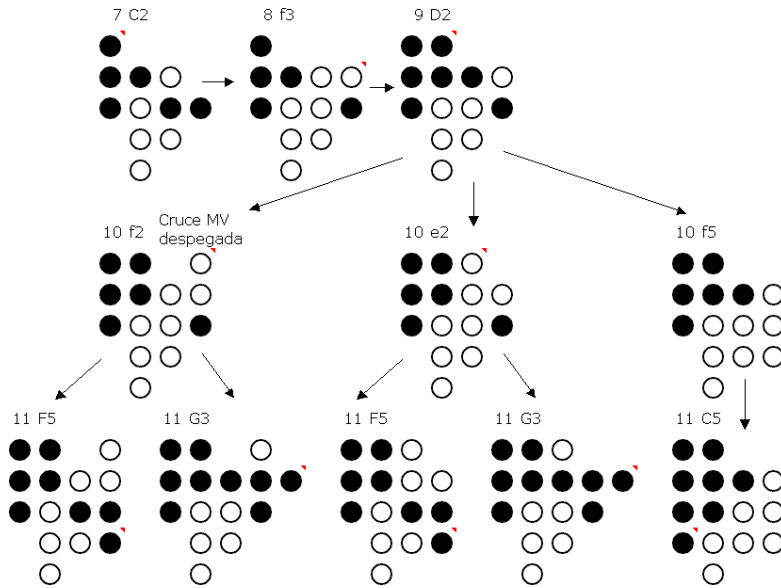 7 C2
8 f3
9 D2
10 f2
Cruce MV
despegada
10 e2
10 f5
11 F5
11 G3
11 F5
11 G3
11 C5